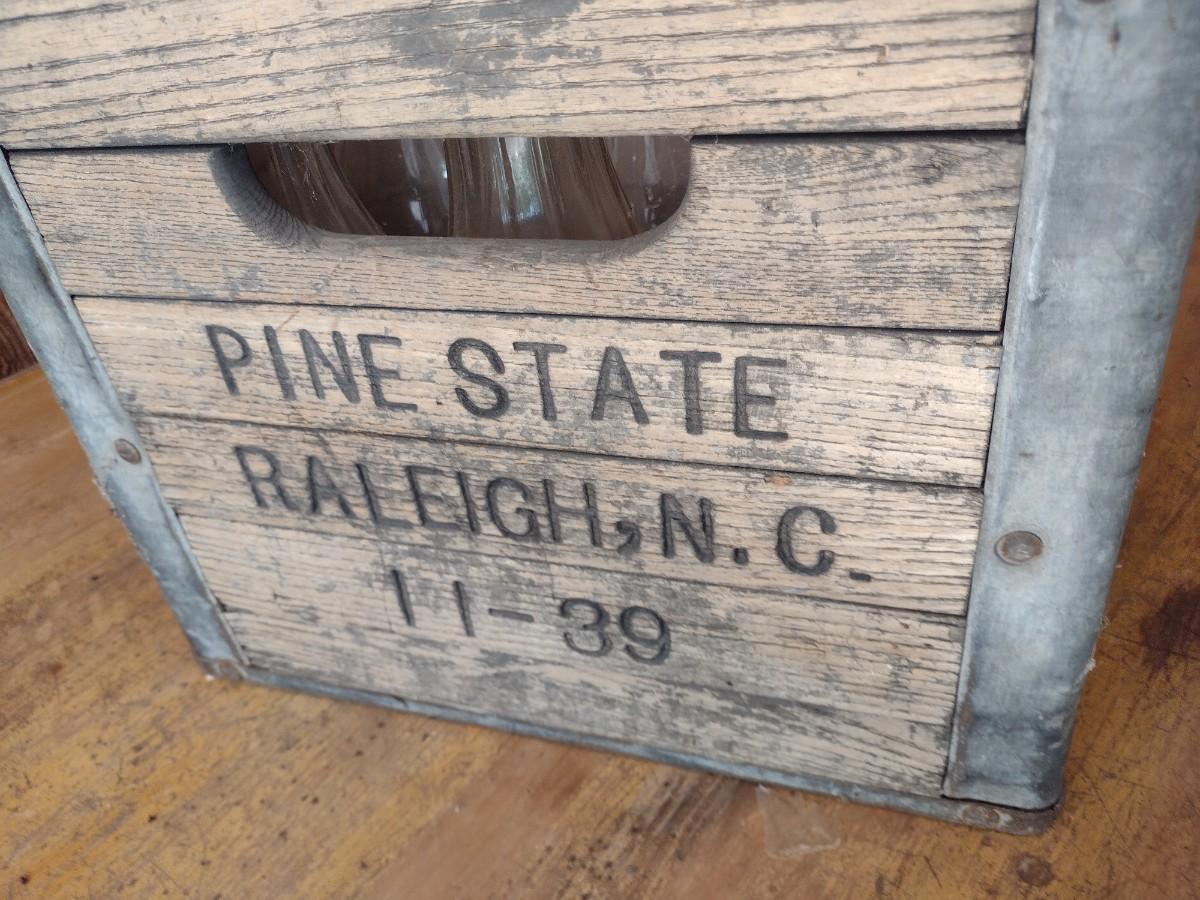 PINE STATE
RALEIGH, N.C.
11-39